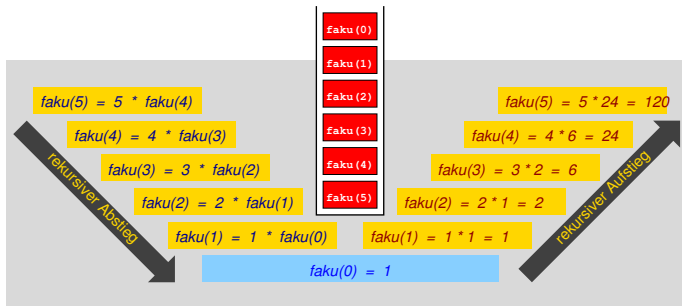 faku(0)
faku(1)
faku(2)
faku(3)
faku(4)
faku(5)
faku(5) = 5 * faku(4)
faku(4) = 4 * faku(3)
faku(3) = 3 * faku(2)
faku(2) = 2 * faku(1)
faku(1) = 1 * faku(0)
rekursiver Abstieg
faku(0) = 1
faku(5) = 5 * 24 = 120
faku(4) = 4 * 6 = 24
faku(3) = 3 * 2 = 6
faku(2) = 2 * 1 = 2
faku(1) = 1 * 1 = 1
rekursiver Aufstieg